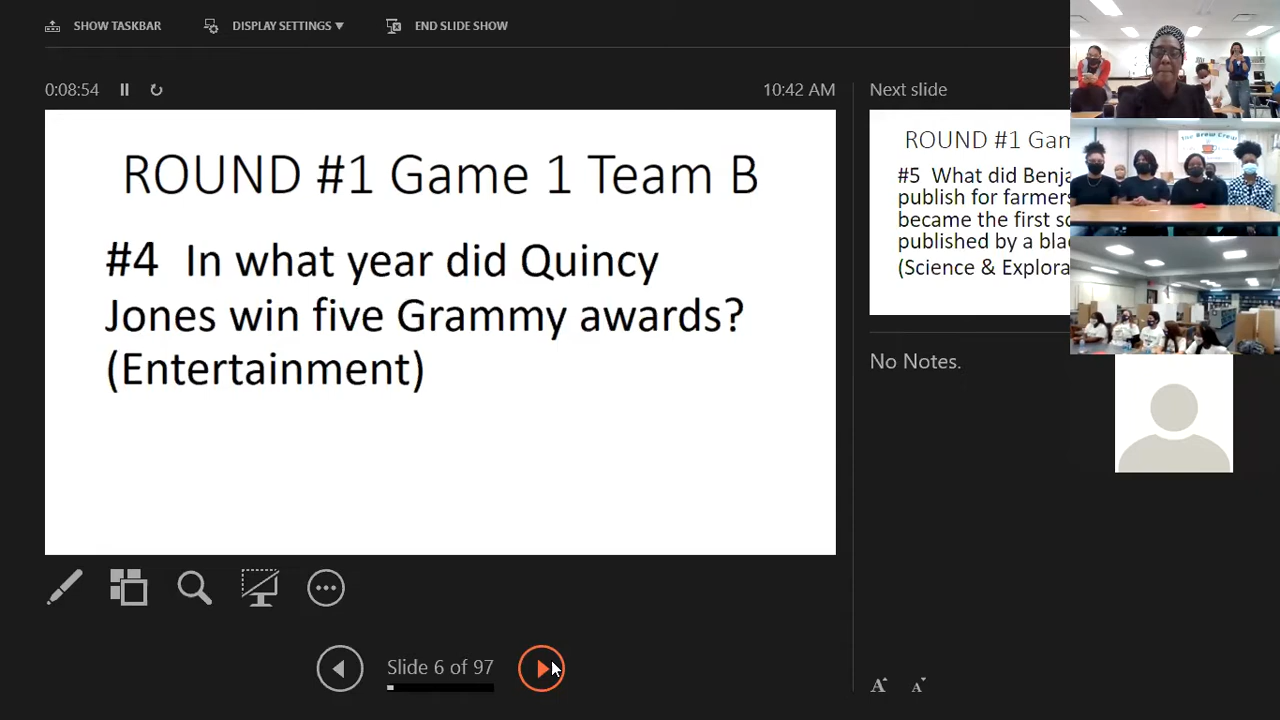 SHOW TASKBAR
DISPLAY SETTINGS
END SLIDE SHOW
0:08:54
10:42 AM
ROUND #1 Game 1 Team B
#4 In what year did Quincy
Jones win five Grammy awards?
(Entertainment)
Slide 6 of 97
Next slide
ROUND #1 Gam
#5 What did Benja
publish for farmers
became the first sc
published by a bla
(Science & Explora
No Notes.
the Brew Crew